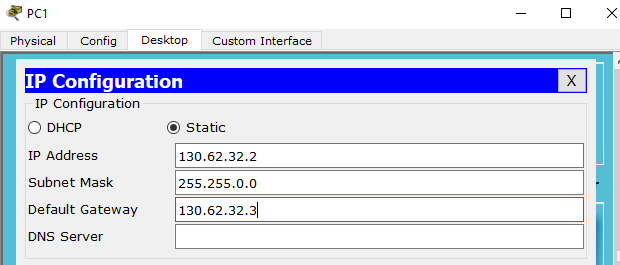 PC1
Physical Config Desktop Custom Interface
IP Configuration X
IP Configuration
DHCP Static
IP Address 130.62.32.2
Subnet Mask 255.255.0.0
Default Gateway 130.62.32.3
DNS Server